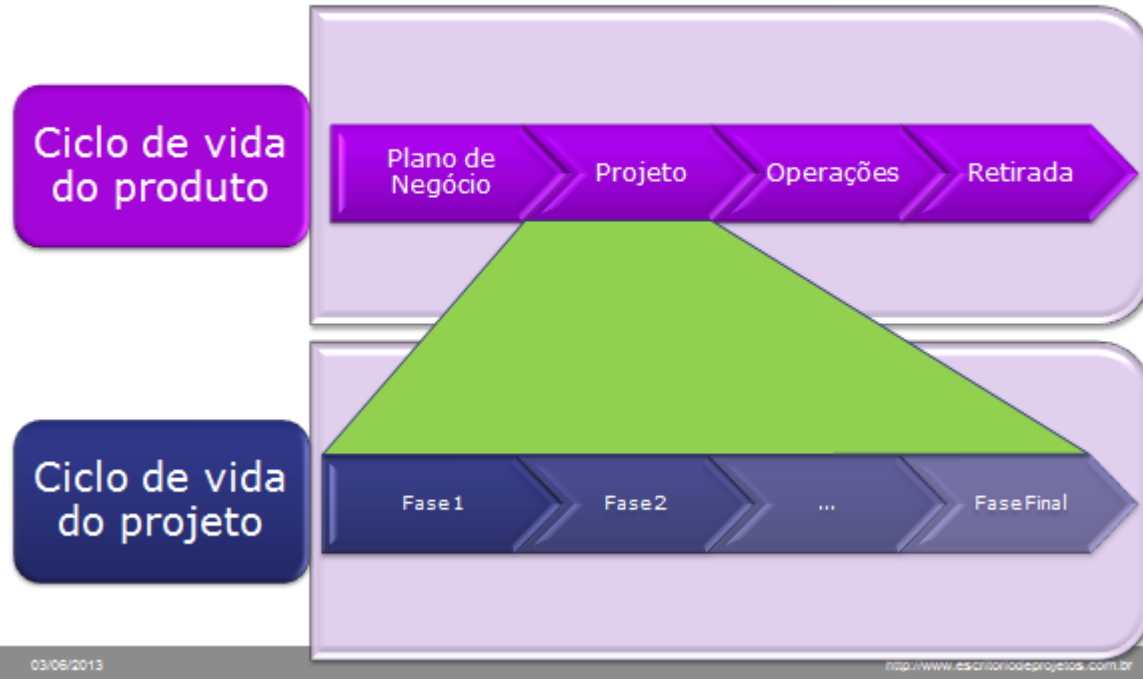 Ciclo de vida
do produto
Plano de
Negócio
Projeto
Operações
Retirada
Ciclo de vida
do projeto
Fase 1
Fase 2
...
Fase Final
03/06/2013
http://www.escritoriodeprojetos.com.br